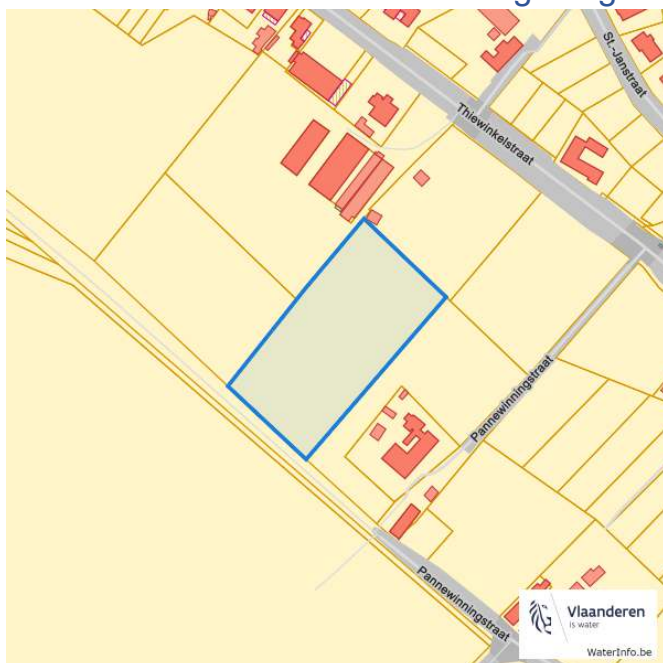 St.-Janstraat
Thiewinkelstraat
Pannewinningstraat
Pannewinningstraat
Vlaanderen
is water
WaterInfo.be